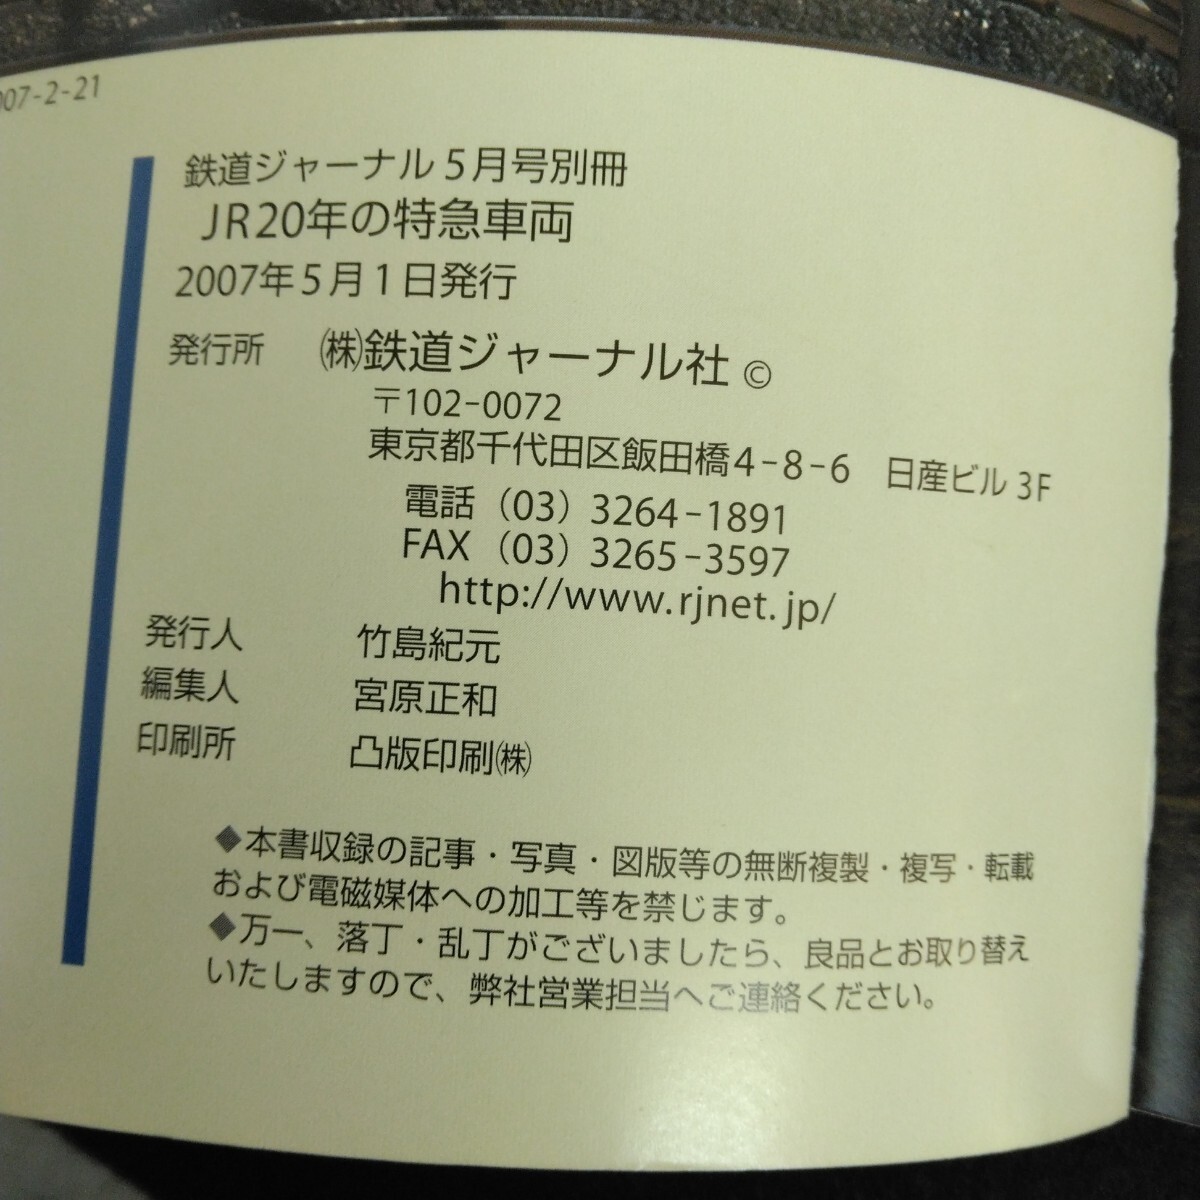 007-2-21
鉄道ジャーナル5月号別冊
JR20年の特急車両
2007年5月1日発行
発行所 ㈱鉄道ジャーナル社 ©
〒102-0072
東京都千代田区飯田橋4-8-6 日産ビル3F
電話 (03) 3264-1891
FAX (03) 3265-3597
http://www.rjnet.jp/
発行人 竹島紀元
編集人 宮原正和
印刷所 凸版印刷㈱
◆本書収録の記事・写真・図版等の無断複製・複写・転載
および電磁媒体への加工等を禁じます。
◆万一、落丁・乱丁がございましたら、良品とお取り替え
いたしますので、弊社営業担当へご連絡ください。